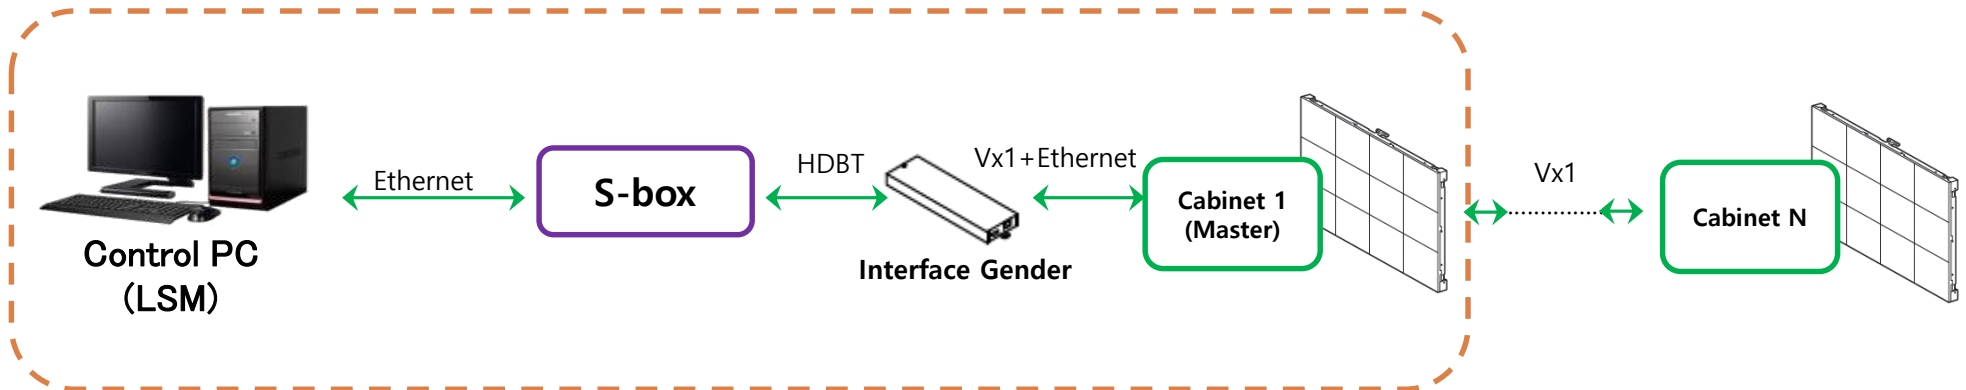 Control PC
(LSM)
Ethernet
S-box
HDBT
Interface Gender
Vx1+Ethernet
Cabinet 1
(Master)
Vx1
Cabinet N